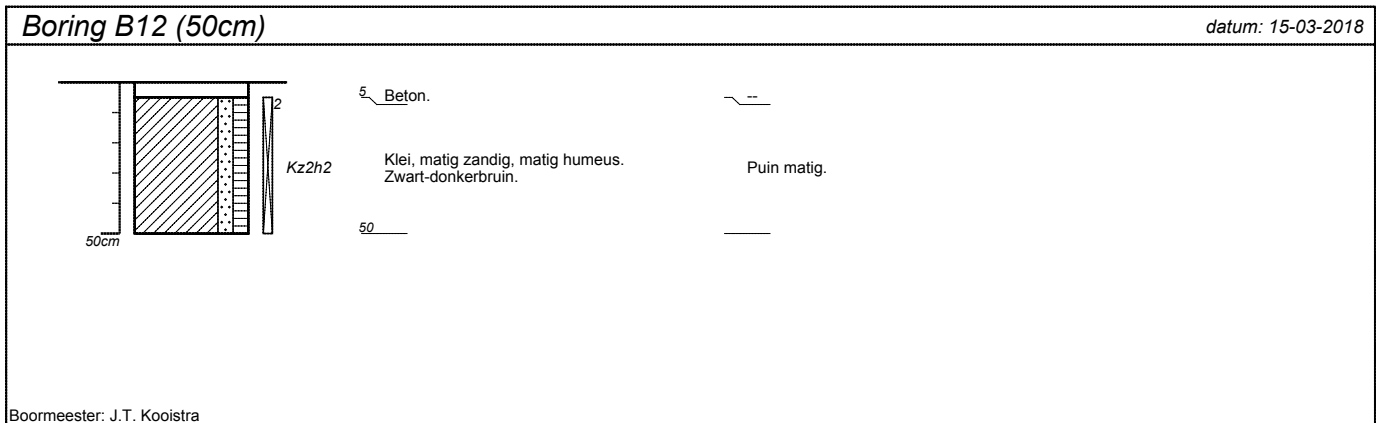 Boring B12 (50cm)
datum: 15-03-2018
5 Beton.
--
2
Kz2h2
Klei, matig zandig, matig humeus.
Zwart-donkerbruin.
Puin matig.
50
50cm
Boormeester: J.T. Kooistra